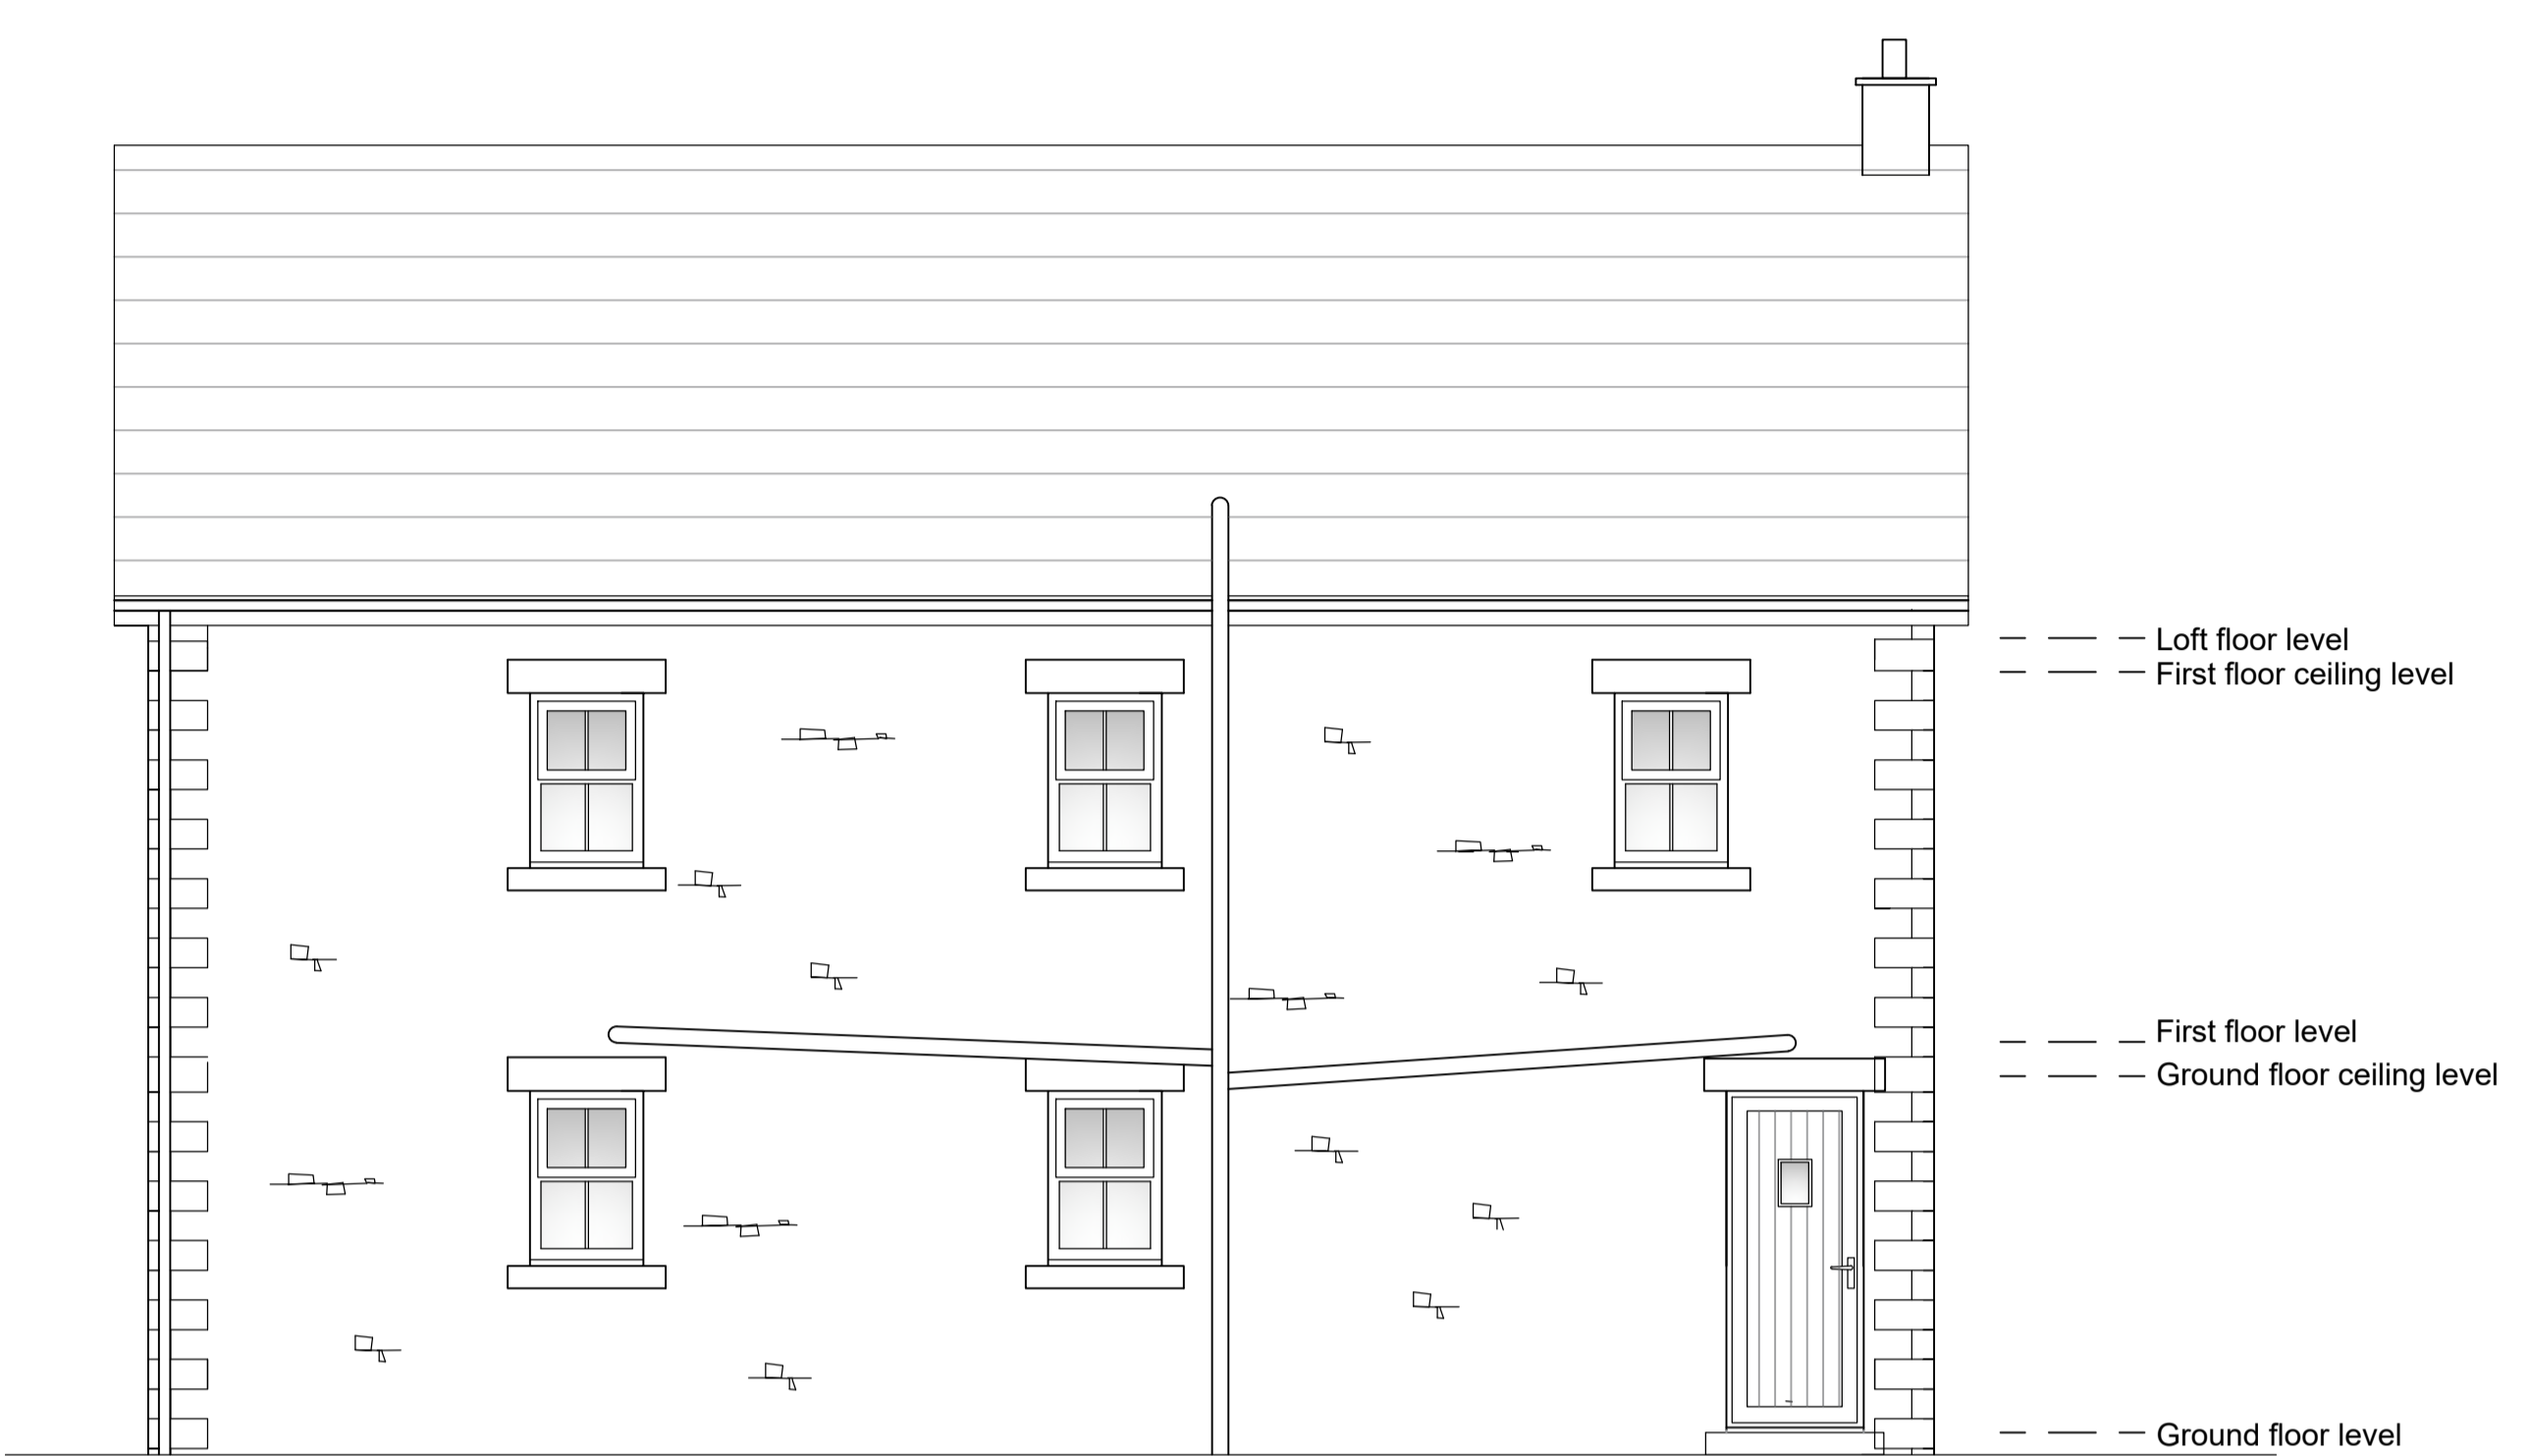 Loft floor level
First floor ceiling level
First floor level
Ground floor ceiling level
Ground floor level